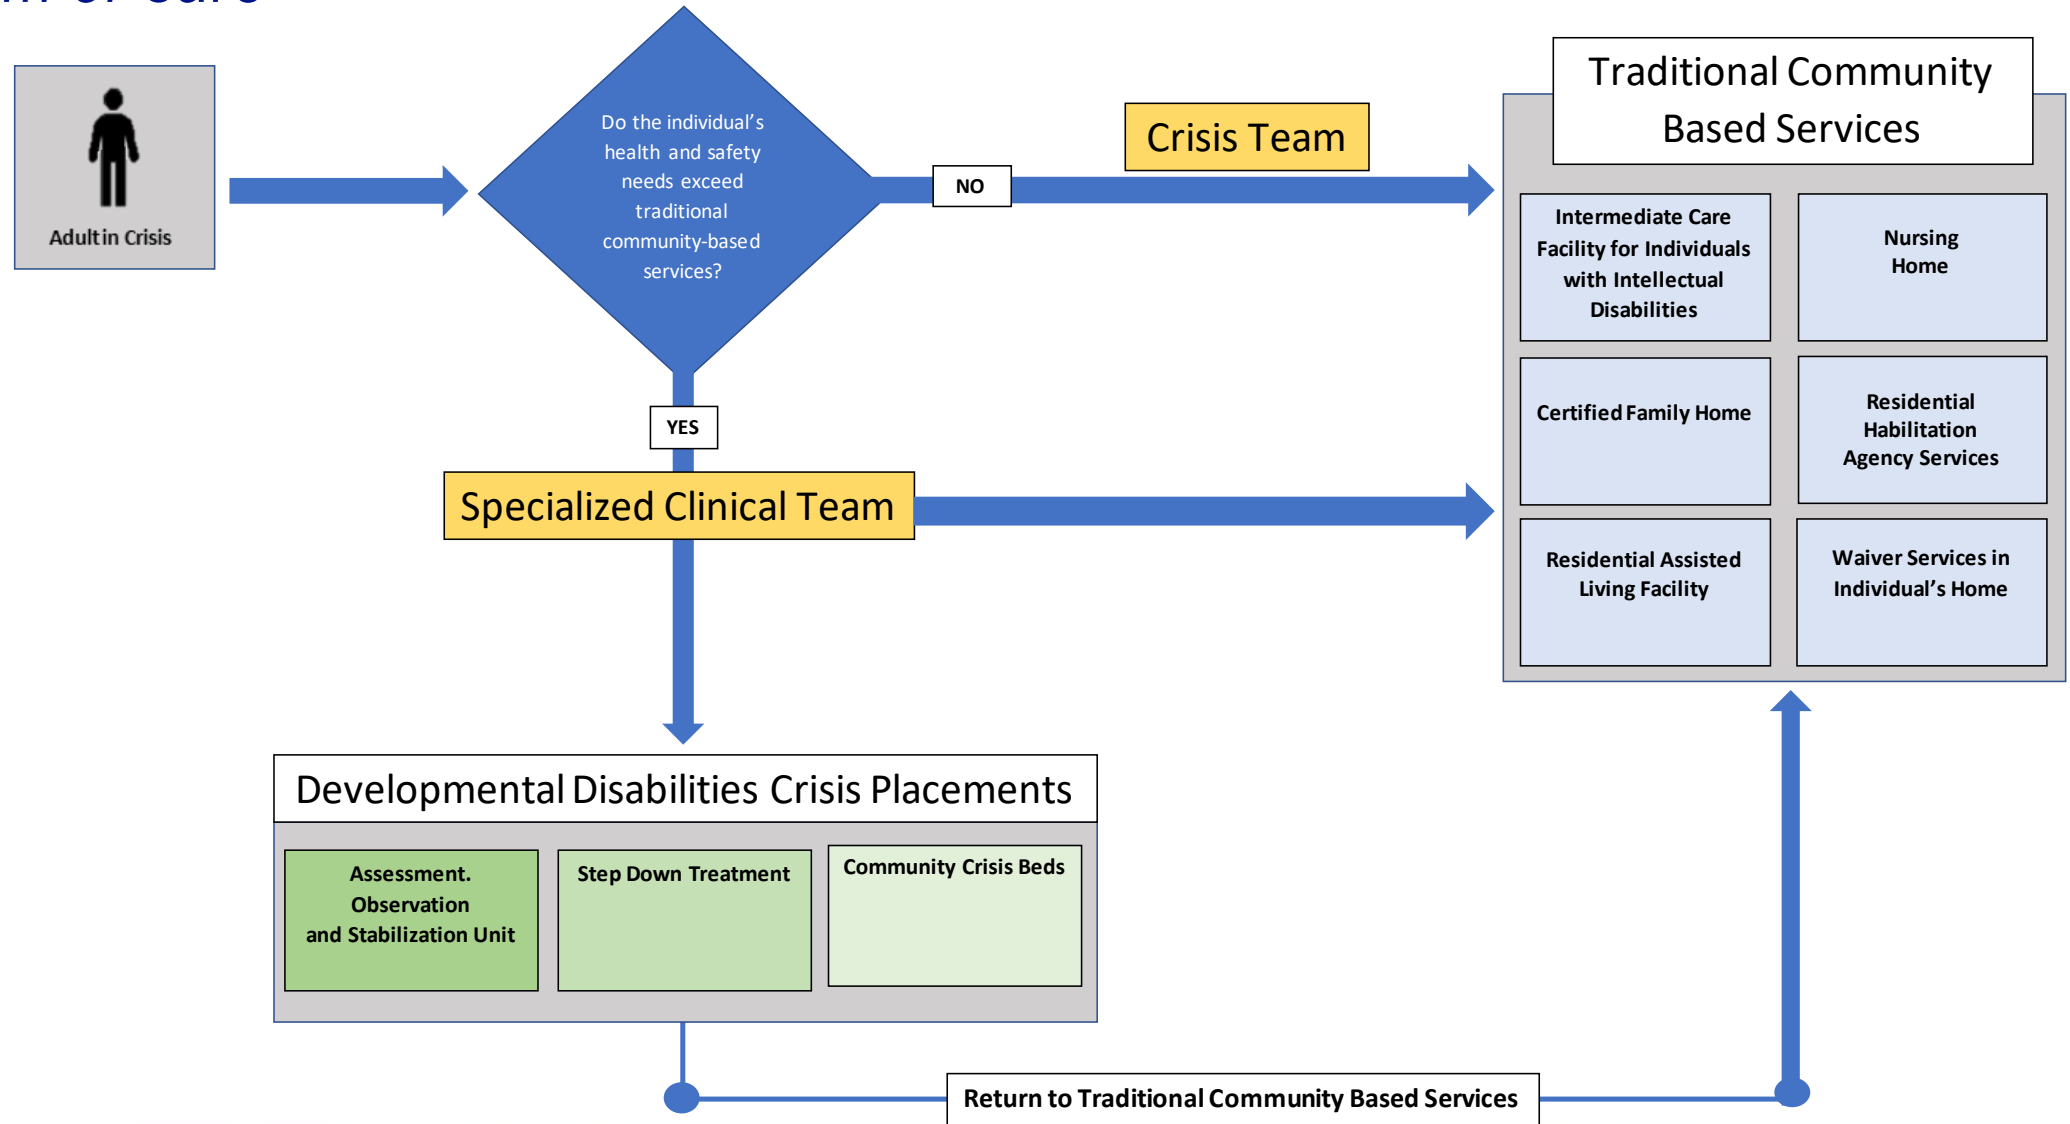 of Care
Adult in Crisis
Do the individual's
health and safety
needs exceed
traditional
community-based
services?
NO
Crisis Team
YES
Specialized Clinical Team
Traditional Community
Based Services
Intermediate Care
Facility for Individuals
with Intellectual
Disabilities
Nursing
Home
Certified Family Home
Residential
Habilitation
Agency Services
Residential Assisted
Living Facility
Waiver Services in
Individual's Home
Developmental Disabilities Crisis Placements
Assessment.
Observation
and Stabilization Unit
Step Down Treatment
Community Crisis Beds
Return to Traditional Community Based Services